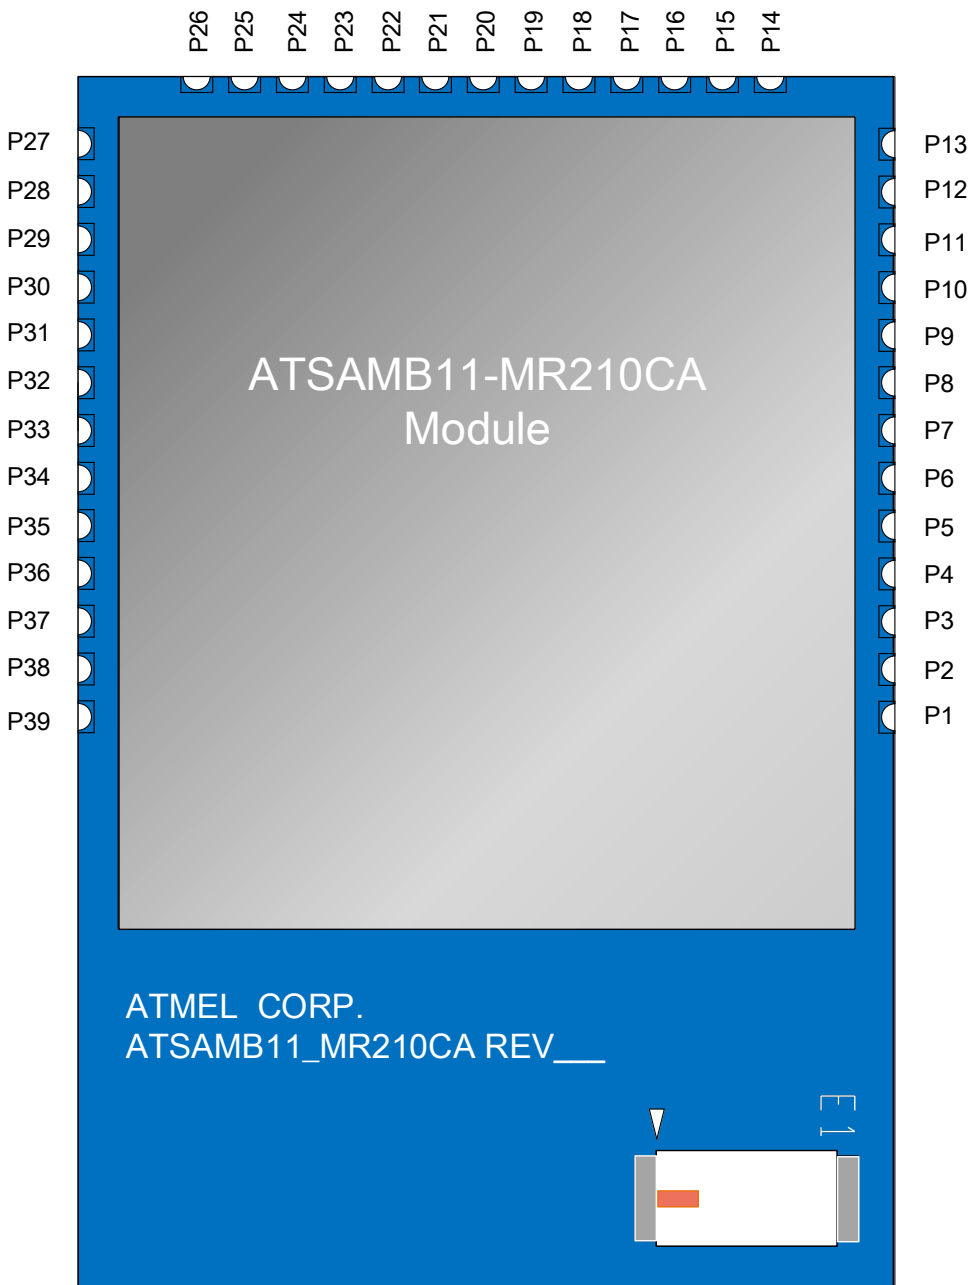 P26 P25 P24 P23 P22 P21 P20 P19 P18 P17 P16 P15 P14
P27 P13
P28 P12
P29 P11
P30 P10
P31 P9
P32 P8
P33 P7
P34 P6
P35 P5
P36 P4
P37 P3
P38 P2
P39 P1
ATSAMB11-MR210CA
Module
ATMEL CORP.
ATSAMB11_MR210CA REV___
E1